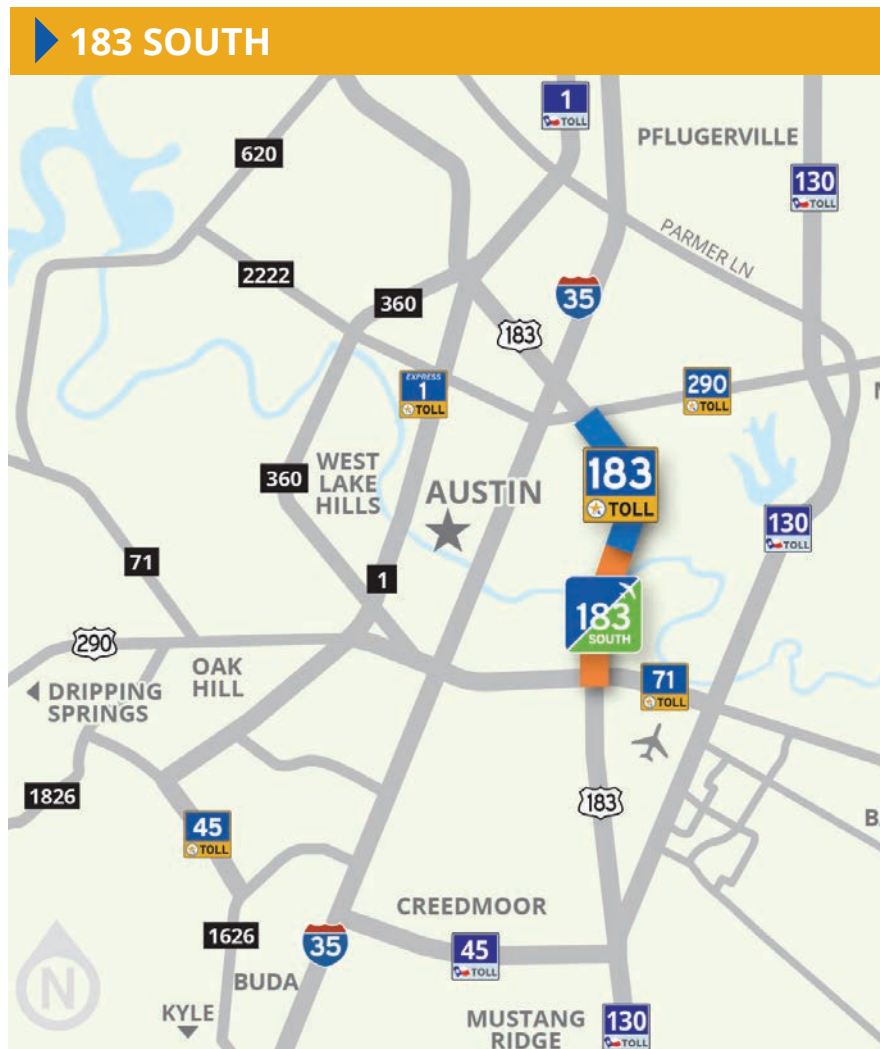 183 SOUTH
1
TOLL
PFLUGERVILLE
620
130
TOLL
PARMER LN
2222
35
360
183
EXPRESS
1
TOLL
290
TOLL
WEST
LAKE
HILLS
360
AUSTIN
183
TOLL
130
TOLL
71
1
183
SOUTH
290
OAK
HILL
71
TOLL
DRIPPING
SPRINGS
1826
183
45
TOLL
CREEDMOOR
1626
35
45
TOLL
BUDA
N
KYLE
MUSTANG
RIDGE
130
TOLL